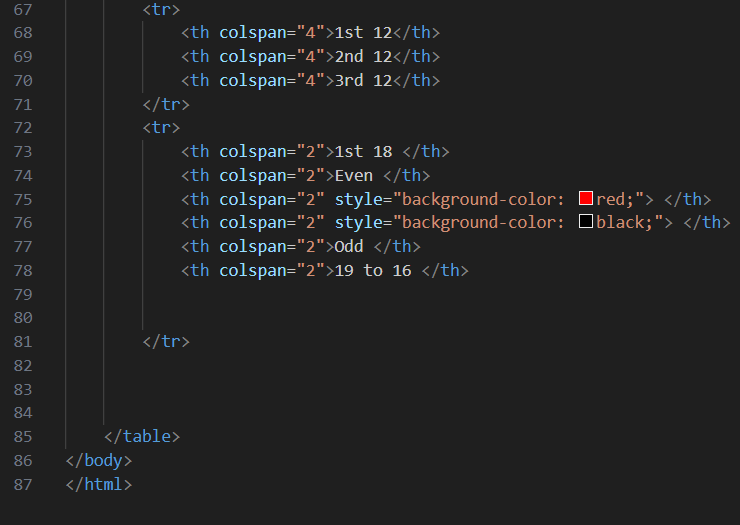 67 <tr>
68 <th colspan="4">1st 12</th>
69 <th colspan="4">2nd 12</th>
70 <th colspan="4">3rd 12</th>
71 </tr>
72 <tr>
73 <th colspan="2">1st 18 </th>
74 <th colspan="2">Even </th>
75 <th colspan="2" style="background-color: red;"> </th>
76 <th colspan="2" style="background-color: black;"> </th>
77 <th colspan="2">Odd </th>
78 <th colspan="2">19 to 16 </th>
79
80
81 </tr>
82
83
84
85 </table>
86 </body>
87 </html>